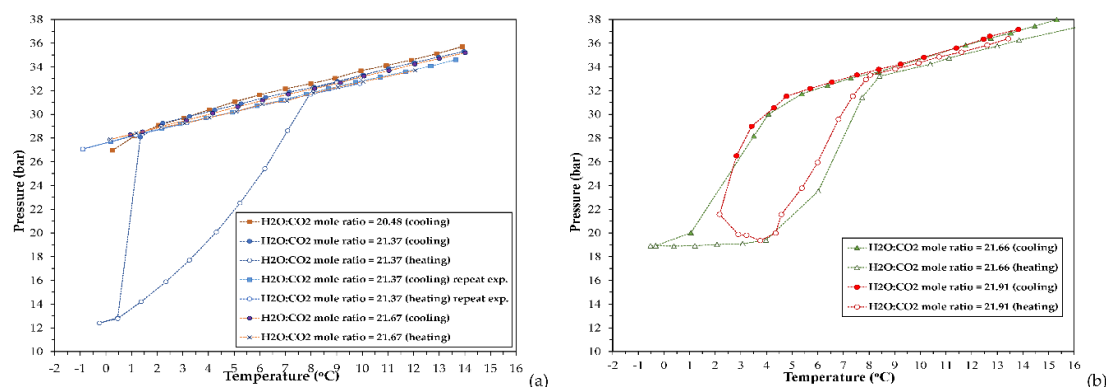 38
36
34
32
30
28
26
24
22
20
18
16
14
12
10
Pressure (bar)
-2 -1 0 1 2 3 4 5 6 7 8 9 10 11 12 13 14 15 16
Temperature (°C)
H2O:CO2 mole ratio = 20.48 (cooling)
H2O:CO2 mole ratio = 21.37 (cooling)
H2O:CO2 mole ratio = 21.37 (heating)
H2O:CO2 mole ratio = 21.37 (cooling) repeat exp.
H2O:CO2 mole ratio = 21.37 (heating) repeat exp.
H2O:CO2 mole ratio = 21.67 (cooling)
H2O:CO2 mole ratio = 21.67 (heating)
(a)
38
36
34
32
30
28
26
24
22
20
18
16
14
12
10
Pressure (bar)
-2 -1 0 1 2 3 4 5 6 7 8 9 10 11 12 13 14 15 16
Temperature (°C)
H2O:CO2 mole ratio = 21.66 (cooling)
H2O:CO2 mole ratio = 21.66 (heating)
H2O:CO2 mole ratio = 21.91 (cooling)
H2O:CO2 mole ratio = 21.91 (heating)
(b)